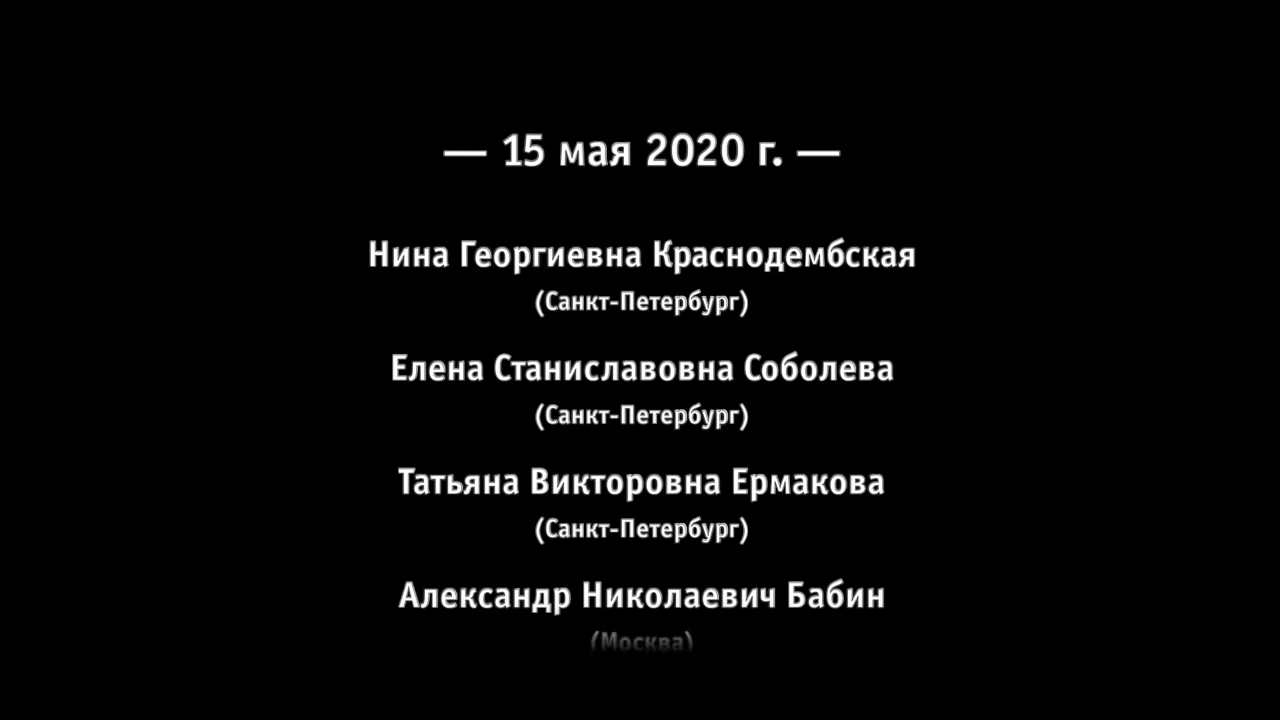 — 15 мая 2020 г. —
Нина Георгиевна Краснодембская
(Санкт-Петербург)
Елена Станиславовна Соболева
(Санкт-Петербург)
Татьяна Викторовна Ермакова
(Санкт-Петербург)
Александр Николаевич Бабин
(Москва)